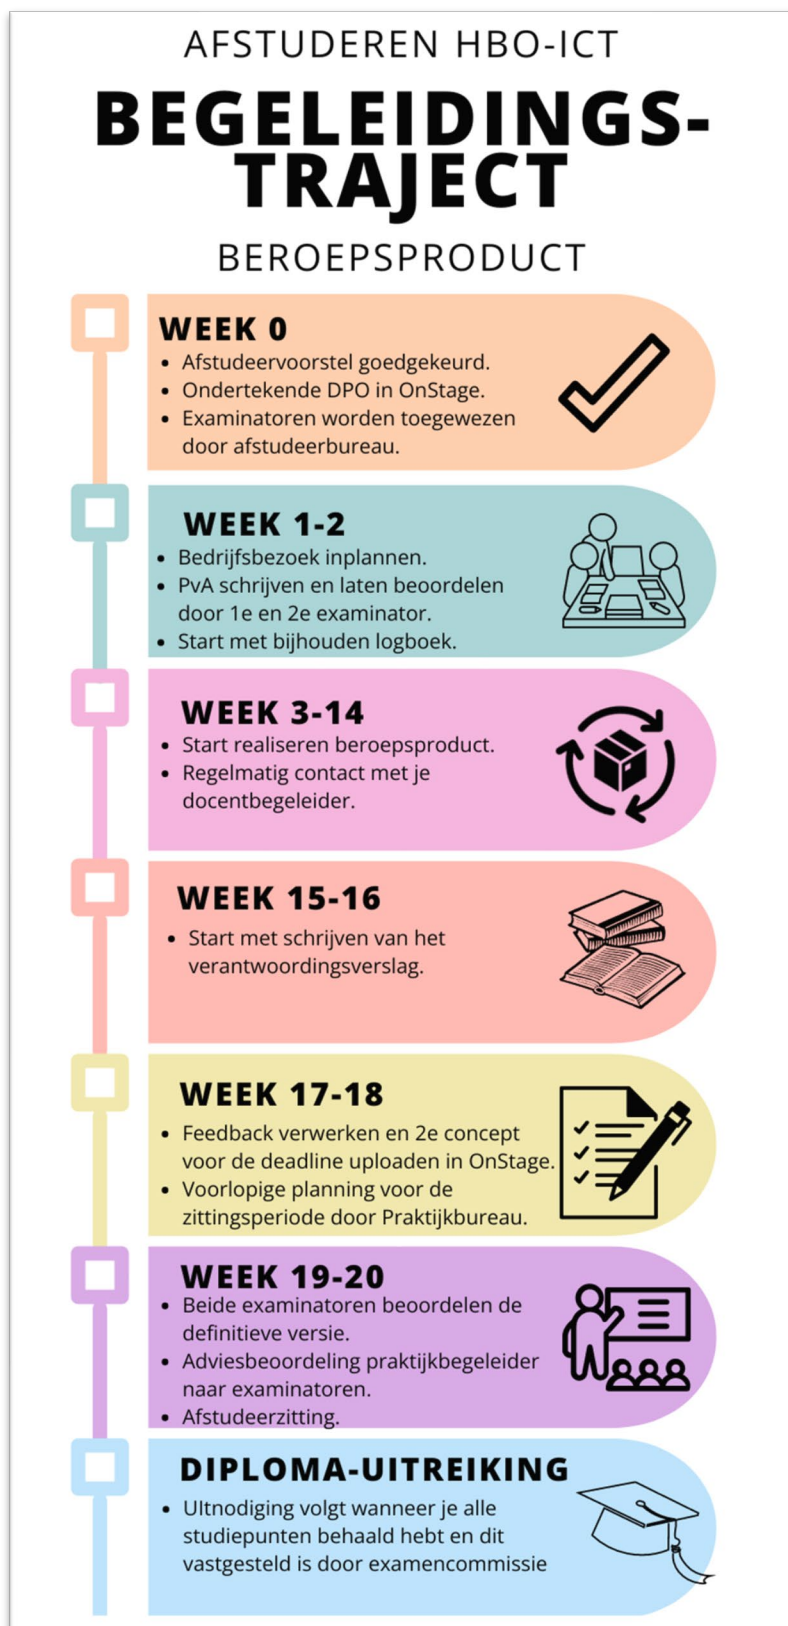 AFSTUDEREN HBO-ICT
BEGELEIDINGS-
TRAJECT
BEROEPSPRODUCT
WEEK 0
• Afstudeervoorstel goedgekeurd.
• Ondertekende DPO in OnStage.
• Examinatoren worden toegewezen
door afstudeerbureau.
WEEK 1-2
• Bedrijfsbezoek inplannen.
• PvA schrijven en laten beoordelen
door 1e en 2e examinator.
• Start met bijhouden logboek.
WEEK 3-14
• Start realiseren beroepsproduct.
• Regelmatig contact met je
docentbegeleider.
WEEK 15-16
• Start met schrijven van het
verantwoordingsverslag.
WEEK 17-18
• Feedback verwerken en 2e concept
voor de deadline uploaden in OnStage.
• Voorlopige planning voor de
zittingsperiode door Praktijkbureau.
WEEK 19-20
• Beide examinatoren beoordelen de
definitieve versie.
• Adviesbeoordeling praktijkbegeleider
naar examinatoren.
• Afstudeerzitting.
DIPLOMA-UITREIKING
• UItnodiging volgt wanneer je alle
studiepunten behaald hebt en dit
vastgesteld is door examencommissie